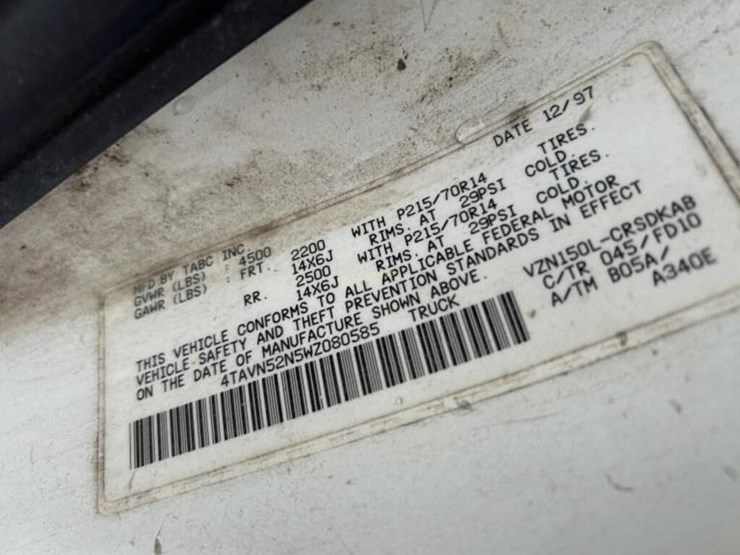 MFD BY TABC INC. DATE 12/97
GVWR (LBS) : 4500
GAWR (LBS) : FRT. 2200 WITH P215/70R14 TIRES.
14X6J RIMS. AT 29PSI COLD.
RR. 2500 WITH P215/70R14 TIRES.
14X6J RIMS. AT 29PSI COLD.
THIS VEHICLE CONFORMS TO ALL APPLICABLE FEDERAL MOTOR
VEHICLE SAFETY AND THEFT PREVENTION STANDARDS IN EFFECT
ON THE DATE OF MANUFACTURE SHOWN ABOVE.
4TAVN52N5WZ080585 TRUCK
VZN150L-CRSDKAB
C/TR 045/FD10
A/TM B05A/
A340E